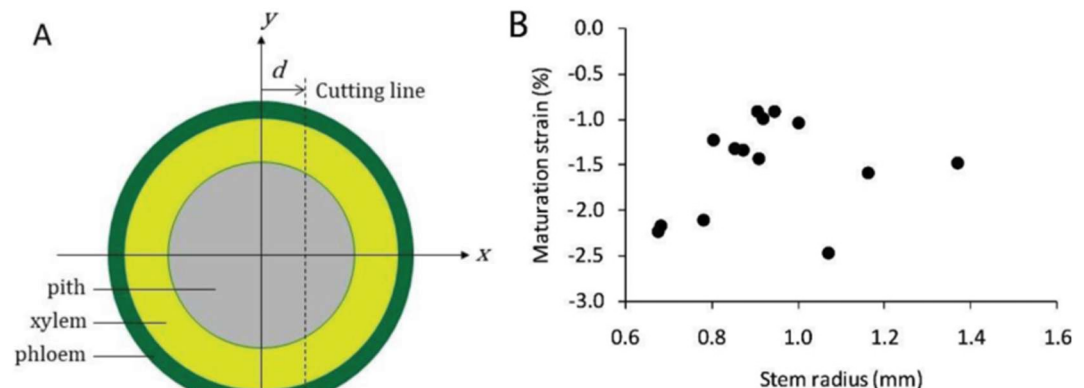 A
y
d
Cutting line
x
pith
xylem
phloem
B
Maturation strain (%)
0.0
-0.5
-1.0
-1.5
-2.0
-2.5
-3.0
0.6 0.8 1.0 1.2 1.4 1.6
Stem radius (mm)